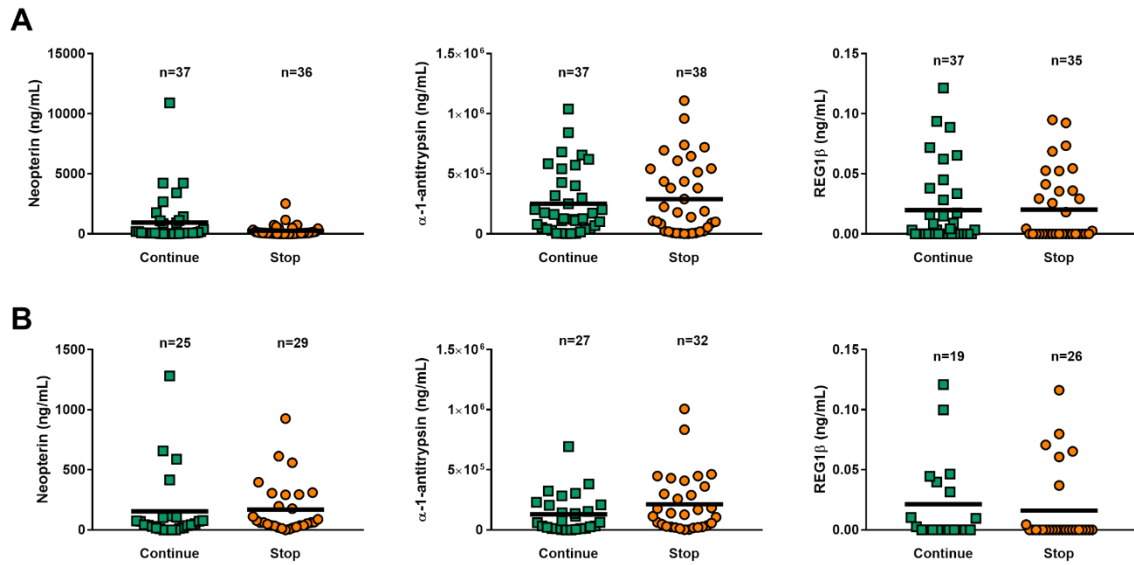 A
Neopterin (ng/mL)
15000
10000
5000
0
n=37
n=36
Continue
Stop
α-1-antitrypsin (ng/mL)
1.5×10⁶
1×10⁶
5×10⁵
0
n=37
n=38
Continue
Stop
REG1β (ng/mL)
0.15
0.10
0.05
0.00
n=37
n=35
Continue
Stop
B
Neopterin (ng/mL)
1500
1000
500
0
n=25
n=29
Continue
Stop
α-1-antitrypsin (ng/mL)
1.5×10⁶
1×10⁶
5×10⁵
0
n=27
n=32
Continue
Stop
REG1β (ng/mL)
0.15
0.10
0.05
0.00
n=19
n=26
Continue
Stop